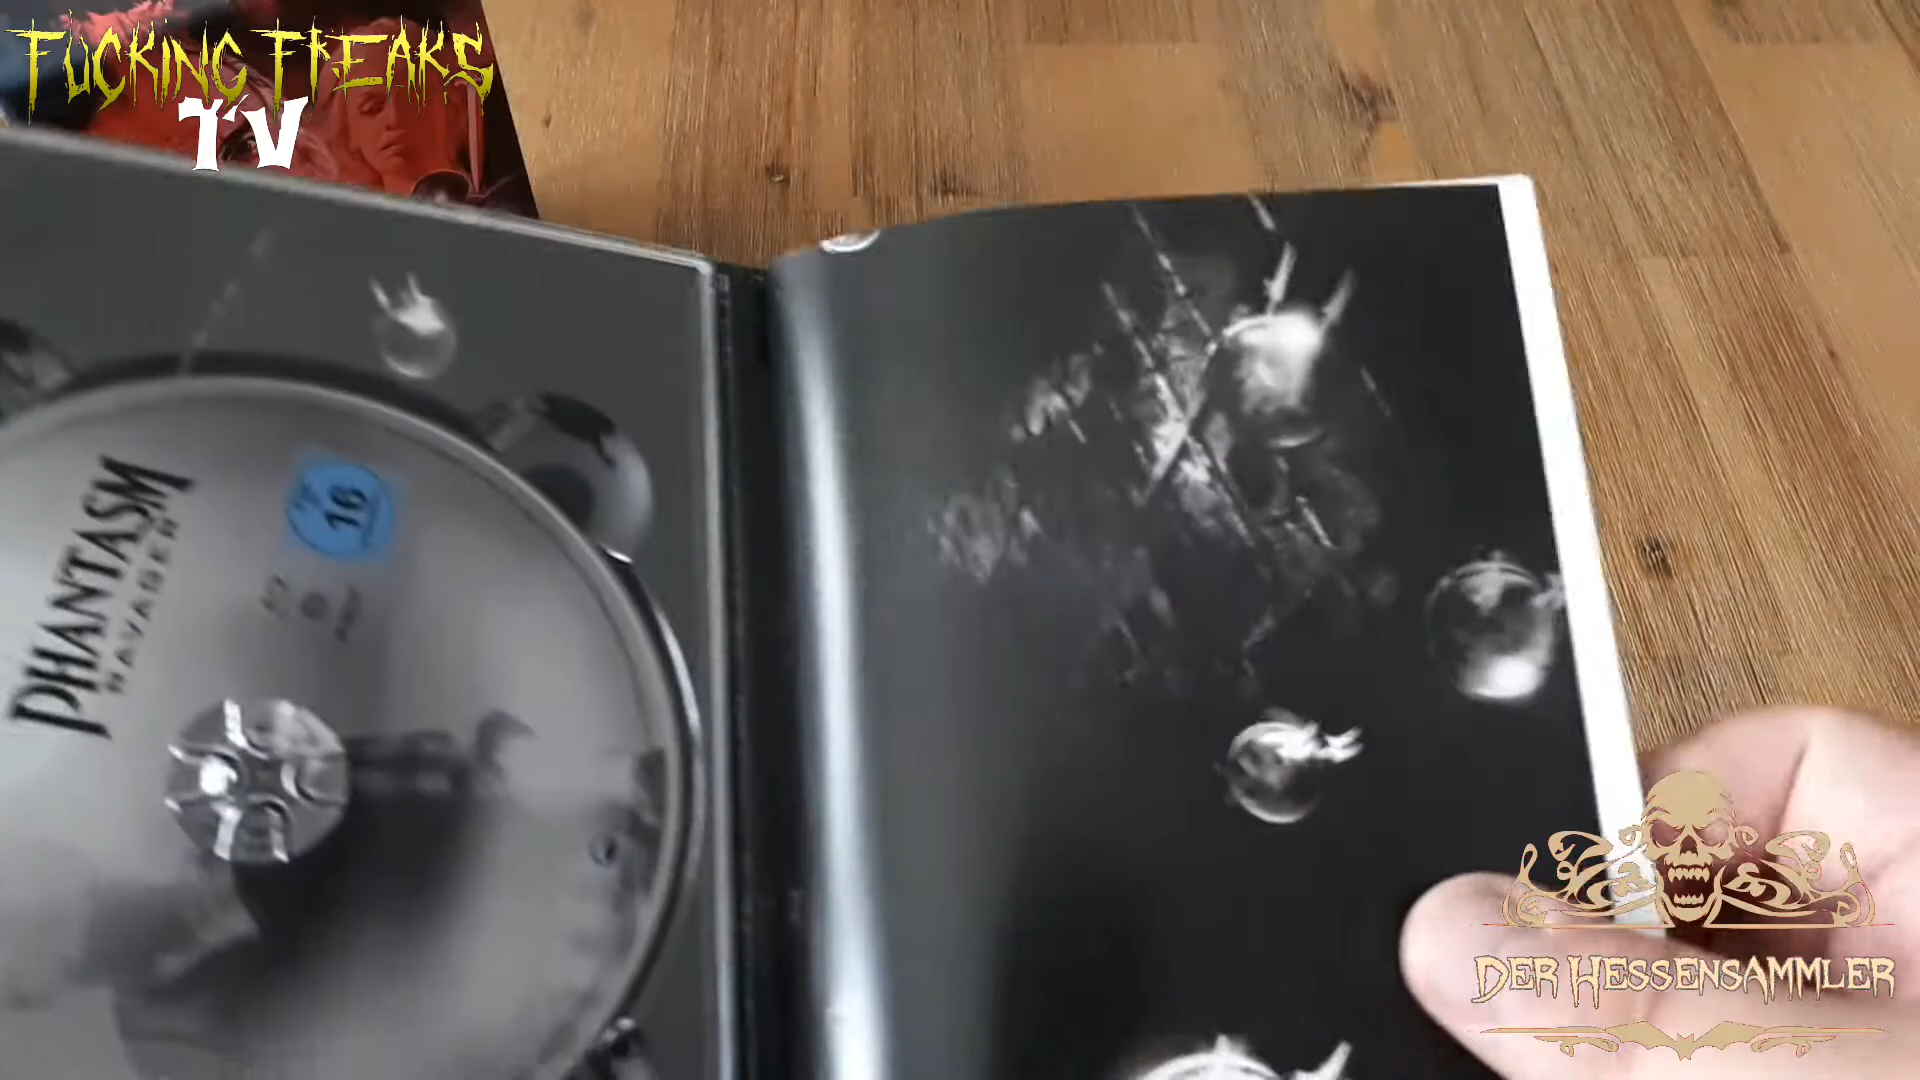 FUCKING FREAKS
TV
PHANTASM
RAVAGER
16
DER HESSENSAMMLER